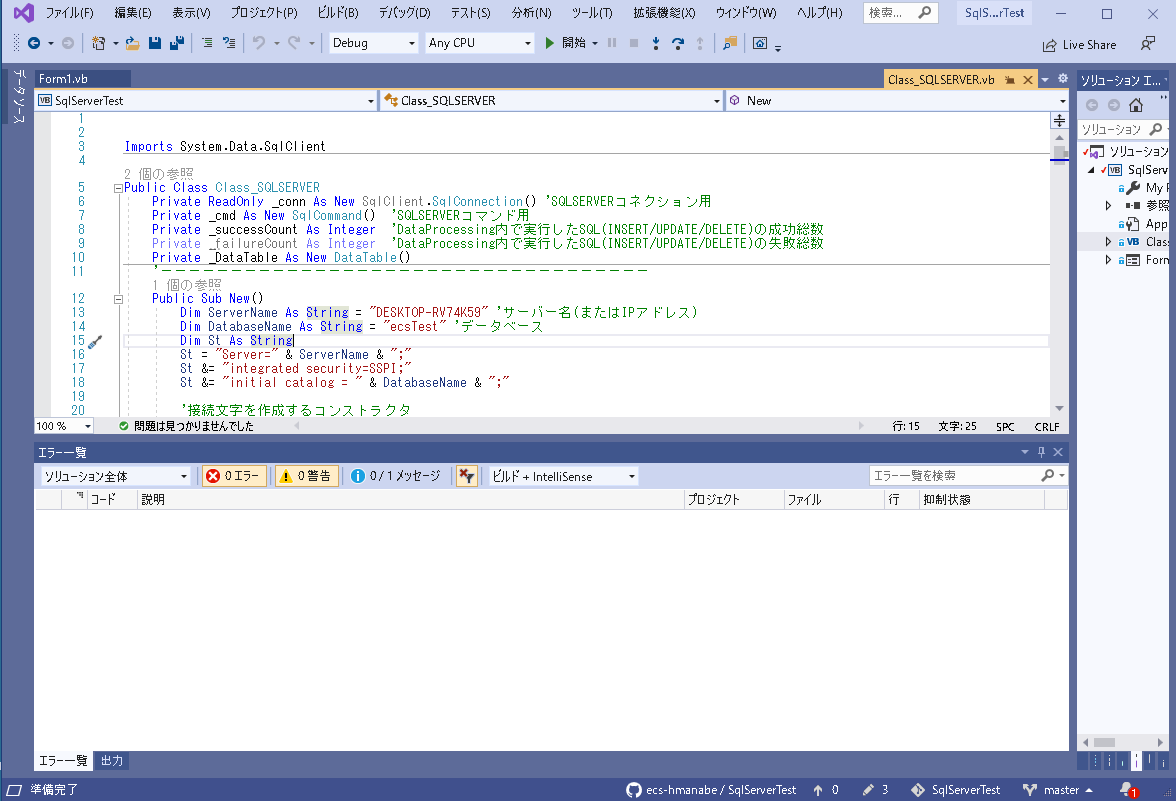 ファイル(F) 編集(E) 表示(V) プロジェクト(P) ビルド(B) デバッグ(D) テスト(S) 分析(N) ツール(T) 拡張機能(X) ウィンドウ(W) ヘルプ(H) 検索... SqlS...rTest
Debug Any CPU 開始 Live Share
データ ソース
Form1.vb Class_SQLSERVER.vb
SqlServerTest Class_SQLSERVER New
1
2
3 Imports System.Data.SqlClient
4
2 個の参照
5 Public Class Class_SQLSERVER
6 Private ReadOnly _conn As New SqlClient.SqlConnection() 'SQLSERVERコネクション用
7 Private _cmd As New SqlCommand() 'SQLSERVERコマンド用
8 Private _successCount As Integer 'DataProcessing内で実行したSQL(INSERT/UPDATE/DELETE)の成功総数
9 Private _failureCount As Integer 'DataProcessing内で実行したSQL(INSERT/UPDATE/DELETE)の失敗総数
10 Private _DataTable As New DataTable()
11 '-----------------------------------
1 個の参照
12 Public Sub New()
13 Dim ServerName As String = "DESKTOP-RV74K59" 'サーバー名(またはIPアドレス)
14 Dim DatabaseName As String = "ecsTest" 'データベース
15 Dim St As String
16 St = "Server=" & ServerName & ";"
17 St &= "integrated security=SSPI;"
18 St &= "initial catalog = " & DatabaseName & ";"
19
20 '接続文字を作成するコンストラクタ
100 % 問題は見つかりませんでした 行: 15 文字: 25 SPC CRLF
ソリューション エ...
ソリューション
ソリューション
VB SqlServ
My P
参照
App
VB Clas
Forn
エラー一覧
ソリューション全体 0 エラー 0 警告 0 / 1 メッセージ ビルド + IntelliSense エラー一覧を検索
コード 説明 プロジェクト ファイル 行 抑制状態
エラー一覧 出力
準備完了 ecs-hmanabe / SqlServerTest 0 3 SqlServerTest master 1